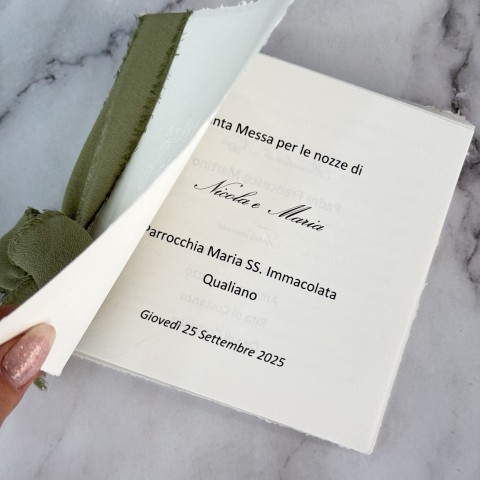 nta Messa per le nozze di
Nicola e Maria
Parrocchia Maria SS. Immacolata
Qualiano
Giovedì 25 Settembre 2025